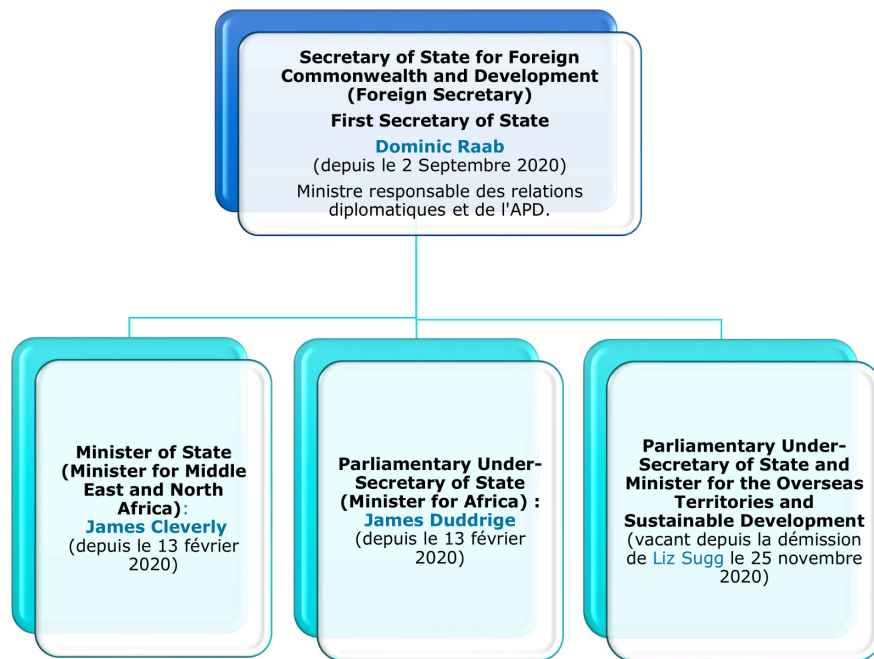 Secretary of State for Foreign
Commonwealth and Development
(Foreign Secretary)
First Secretary of State
Dominic Raab
(depuis le 2 Septembre 2020)
Ministre responsable des relations
diplomatiques et de l'APD.
Minister of State
(Minister for Middle
East and North
Africa):
James Cleverly
(depuis le 13 février
2020)
Parliamentary Under-
Secretary of State
(Minister for Africa) :
James Duddrige
(depuis le 13 février
2020)
Parliamentary Under-
Secretary of State and
Minister for the Overseas
Territories and
Sustainable Development
(vacant depuis la démission
de Liz Sugg le 25 novembre
2020)